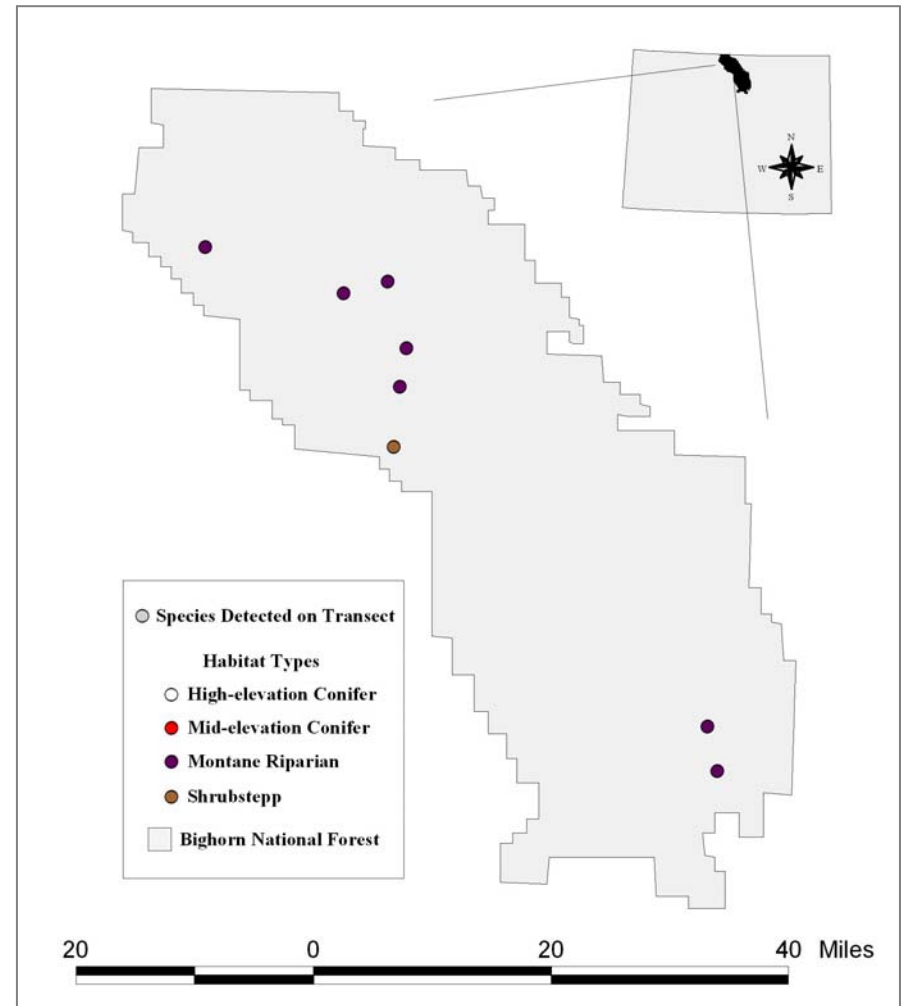 N
W E
S
Species Detected on Transect
Habitat Types
High-elevation Conifer
Mid-elevation Conifer
Montane Riparian
Shrubstepp
Bighorn National Forest
20 0 20 40 Miles